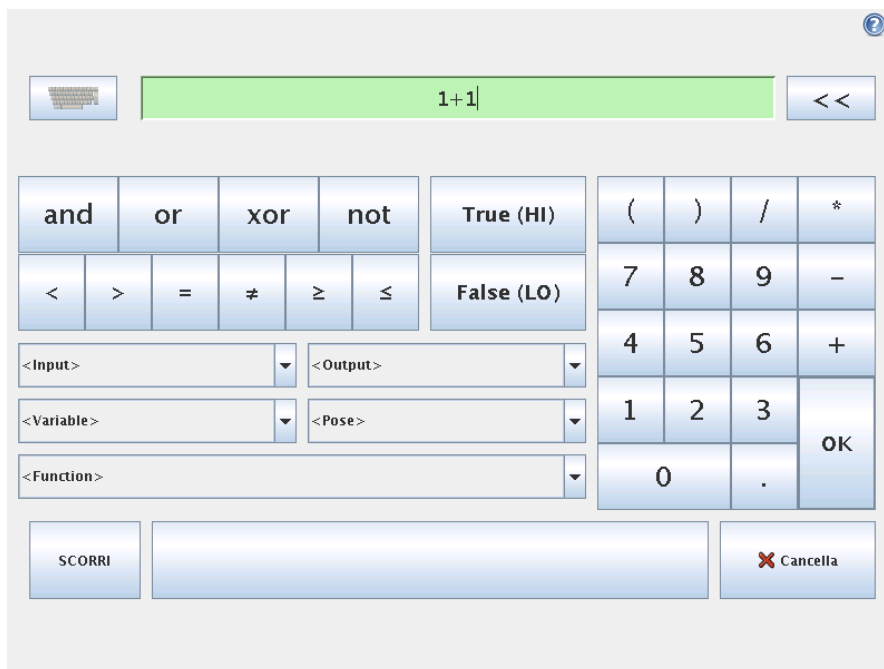 ?
1+1 <<
and or xor not True (HI) ( ) / *
< > = ≠ ≥ ≤ False (LO) 7 8 9 −
<Input> <Output> 4 5 6 +
<Variable> <Pose> 1 2 3 OK
<Function> 0 .
SCORRI Cancella